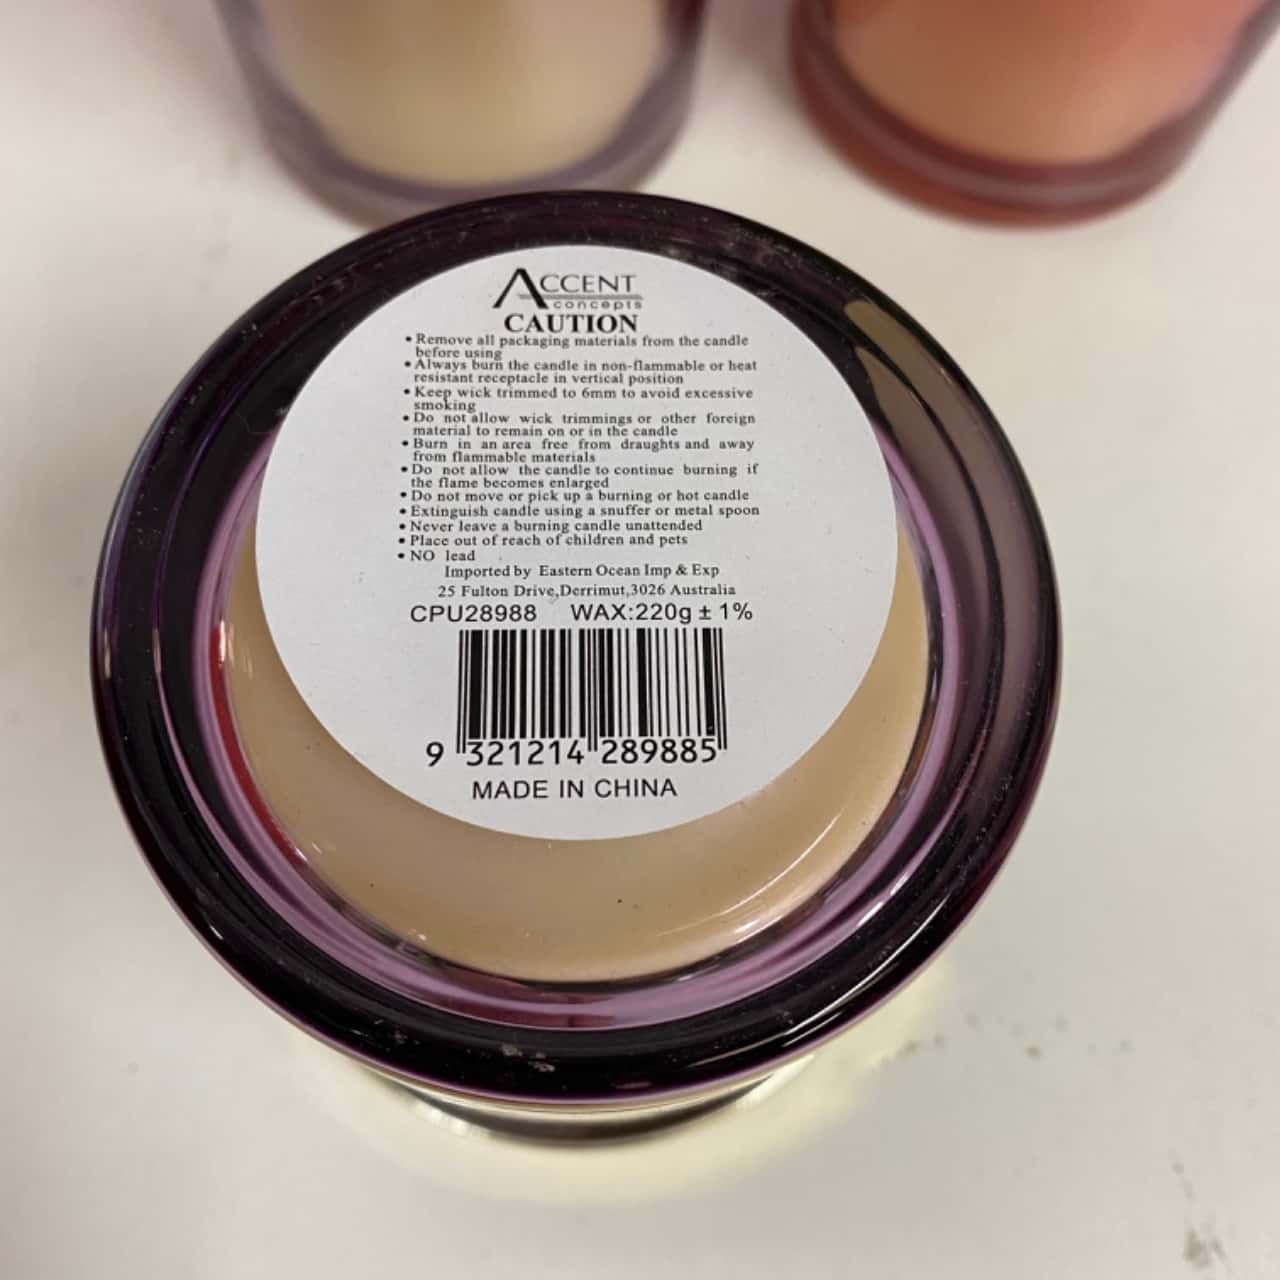 ACCENT
concepts
CAUTION
• Remove all packaging materials from the candle
before using
• Always burn the candle in non-flammable or heat
resistant receptacle in vertical position
• Keep wick trimmed to 6mm to avoid excessive
smoking
• Do not allow wick trimmings or other foreign
material to remain on or in the candle
• Burn in an area free from draughts and away
from flammable materials
• Do not allow the candle to continue burning if
the flame becomes enlarged
• Do not move or pick up a burning or hot candle
• Extinguish candle using a snuffer or metal spoon
• Never leave a burning candle unattended
• Place out of reach of children and pets
• NO lead
Imported by Eastern Ocean Imp & Exp
25 Fulton Drive,Derrimut,3026 Australia
CPU28988 WAX:220g ± 1%
9 321214 289885
MADE IN CHINA